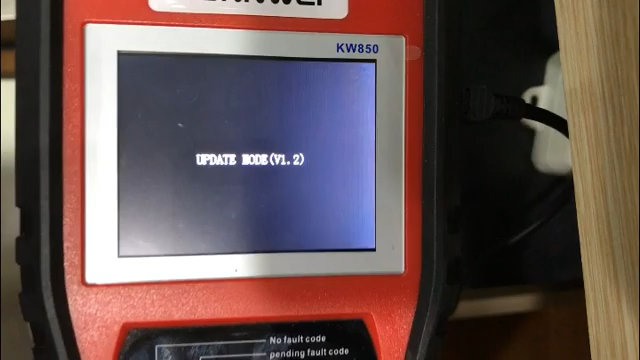 KW850
UPDATE MODE(V1.2)
No fault code
pending fault code